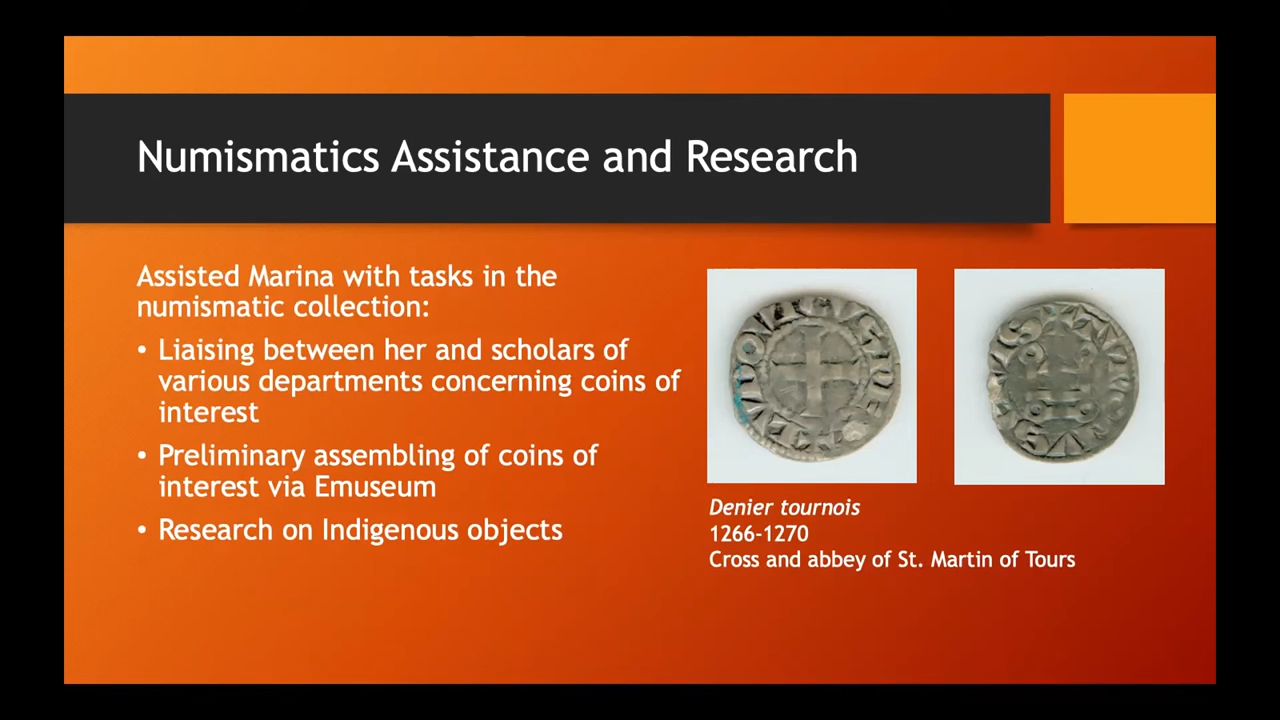 Numismatics Assistance and Research
Assisted Marina with tasks in the
numismatic collection:
• Liaising between her and scholars of
various departments concerning coins of
interest
• Preliminary assembling of coins of
interest via Emuseum
• Research on Indigenous objects
Denier tournois
1266-1270
Cross and abbey of St. Martin of Tours